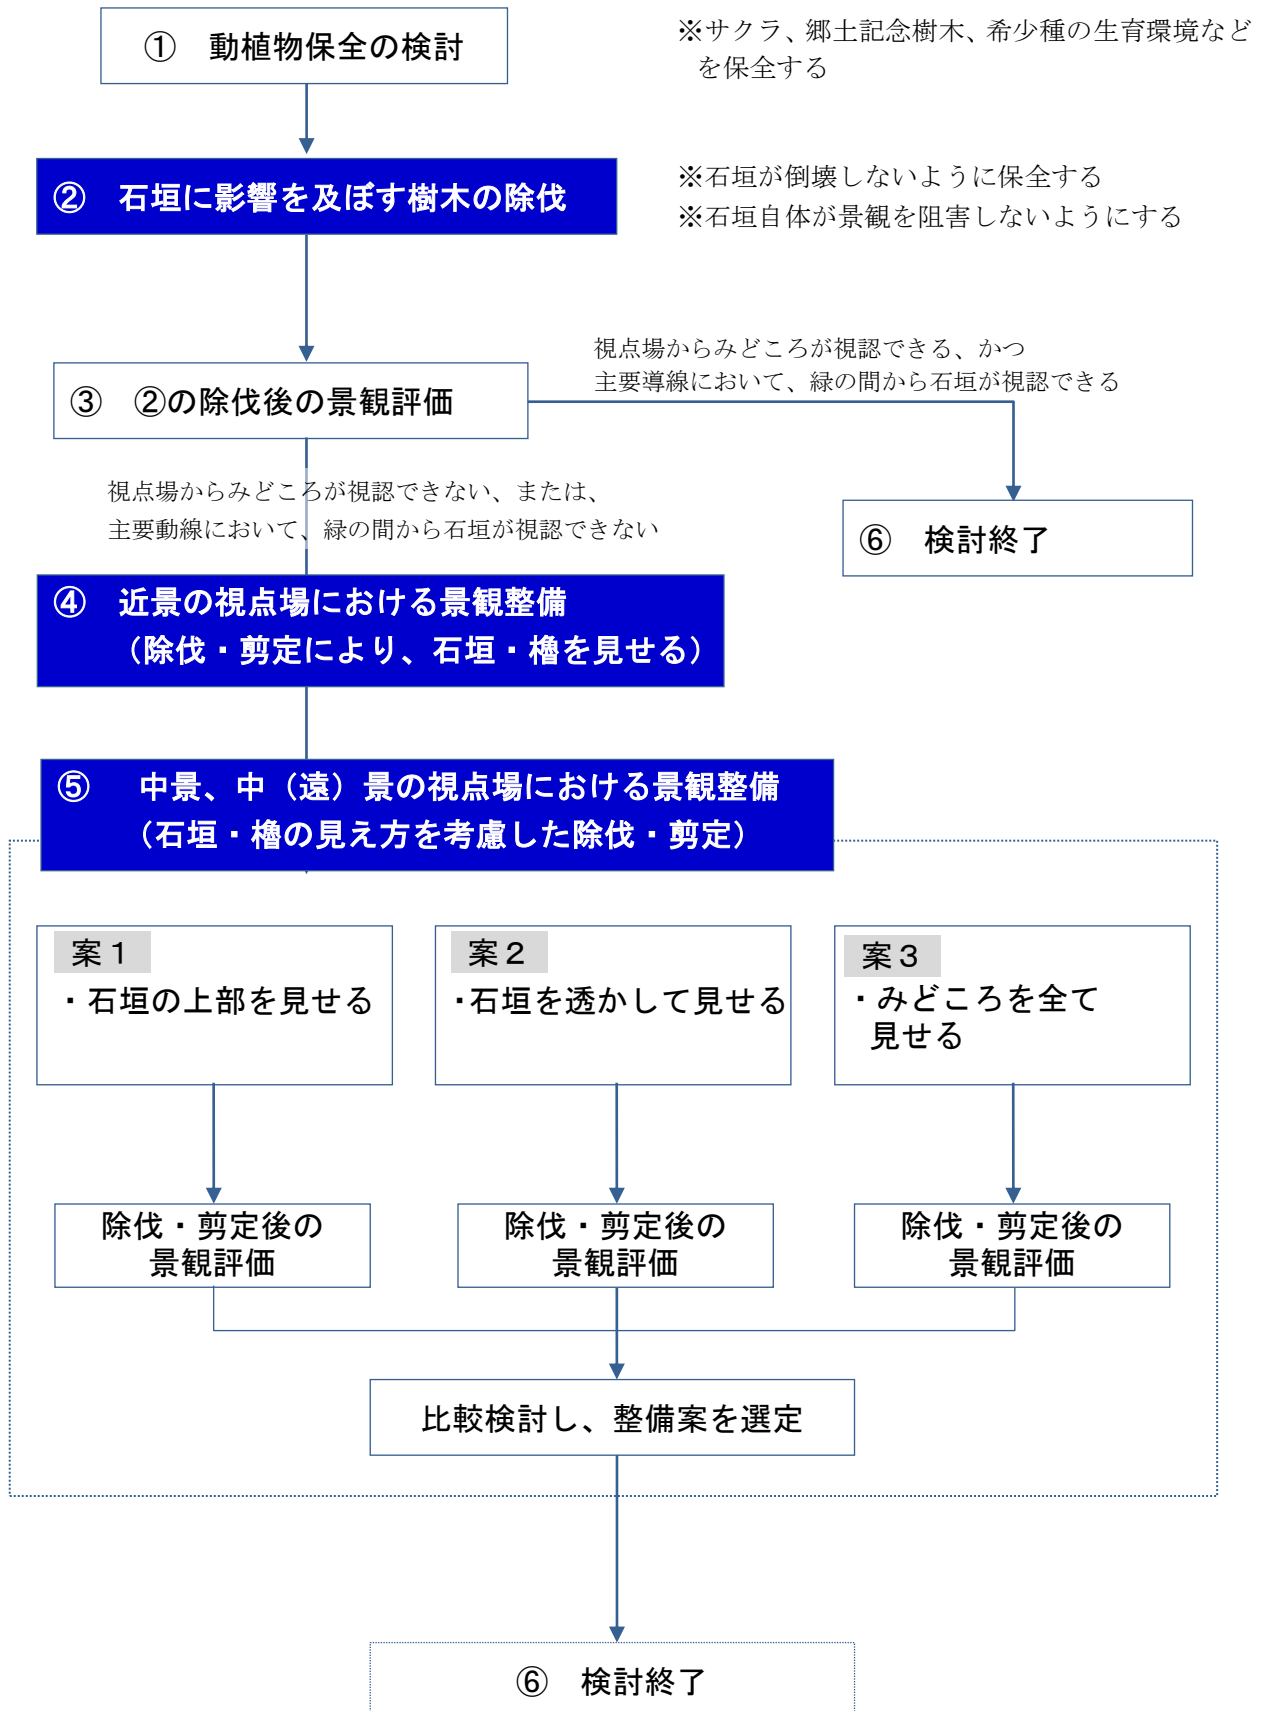 ① 動植物保全の検討
※サクラ、郷土記念樹木、希少種の生育環境など
を保全する
② 石垣に影響を及ぼす樹木の除伐
※石垣が倒壊しないように保全する
※石垣自体が景観を阻害しないようにする
③ ②の除伐後の景観評価
視点場からみどころが視認できる、かつ
主要導線において、緑の間から石垣が視認できる
視点場からみどころが視認できない、または、
主要動線において、緑の間から石垣が視認できない
⑥ 検討終了
④ 近景の視点場における景観整備
（除伐・剪定により、石垣・櫓を見せる）
⑤ 中景、中（遠）景の視点場における景観整備
（石垣・櫓の見え方を考慮した除伐・剪定）
案１
・石垣の上部を見せる
案２
・石垣を透かして見せる
案３
・みどころを全て
見せる
除伐・剪定後の
景観評価
除伐・剪定後の
景観評価
除伐・剪定後の
景観評価
比較検討し、整備案を選定
⑥ 検討終了